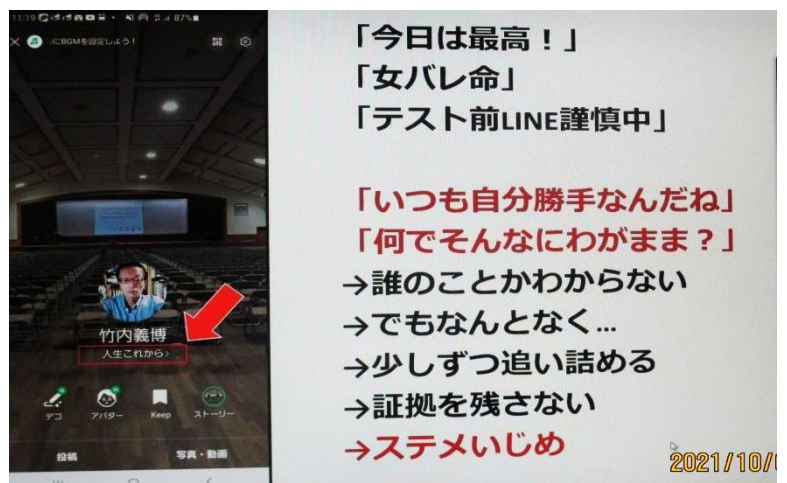 11:19
87%
にBGMを設定しよう!
竹内義博
人生これから>
デコ
アバター
Keep
ストーリー
投稿
写真・動画
「今日は最高!」
「女バレ命」
「テスト前LINE謹慎中」
「いつも自分勝手なんだね」
「何でそんなにわがまま?」
→誰のことかわからない
→でもなんとなく...
→少しずつ追い詰める
→証拠を残さない
→ステメいじめ
2021/10/